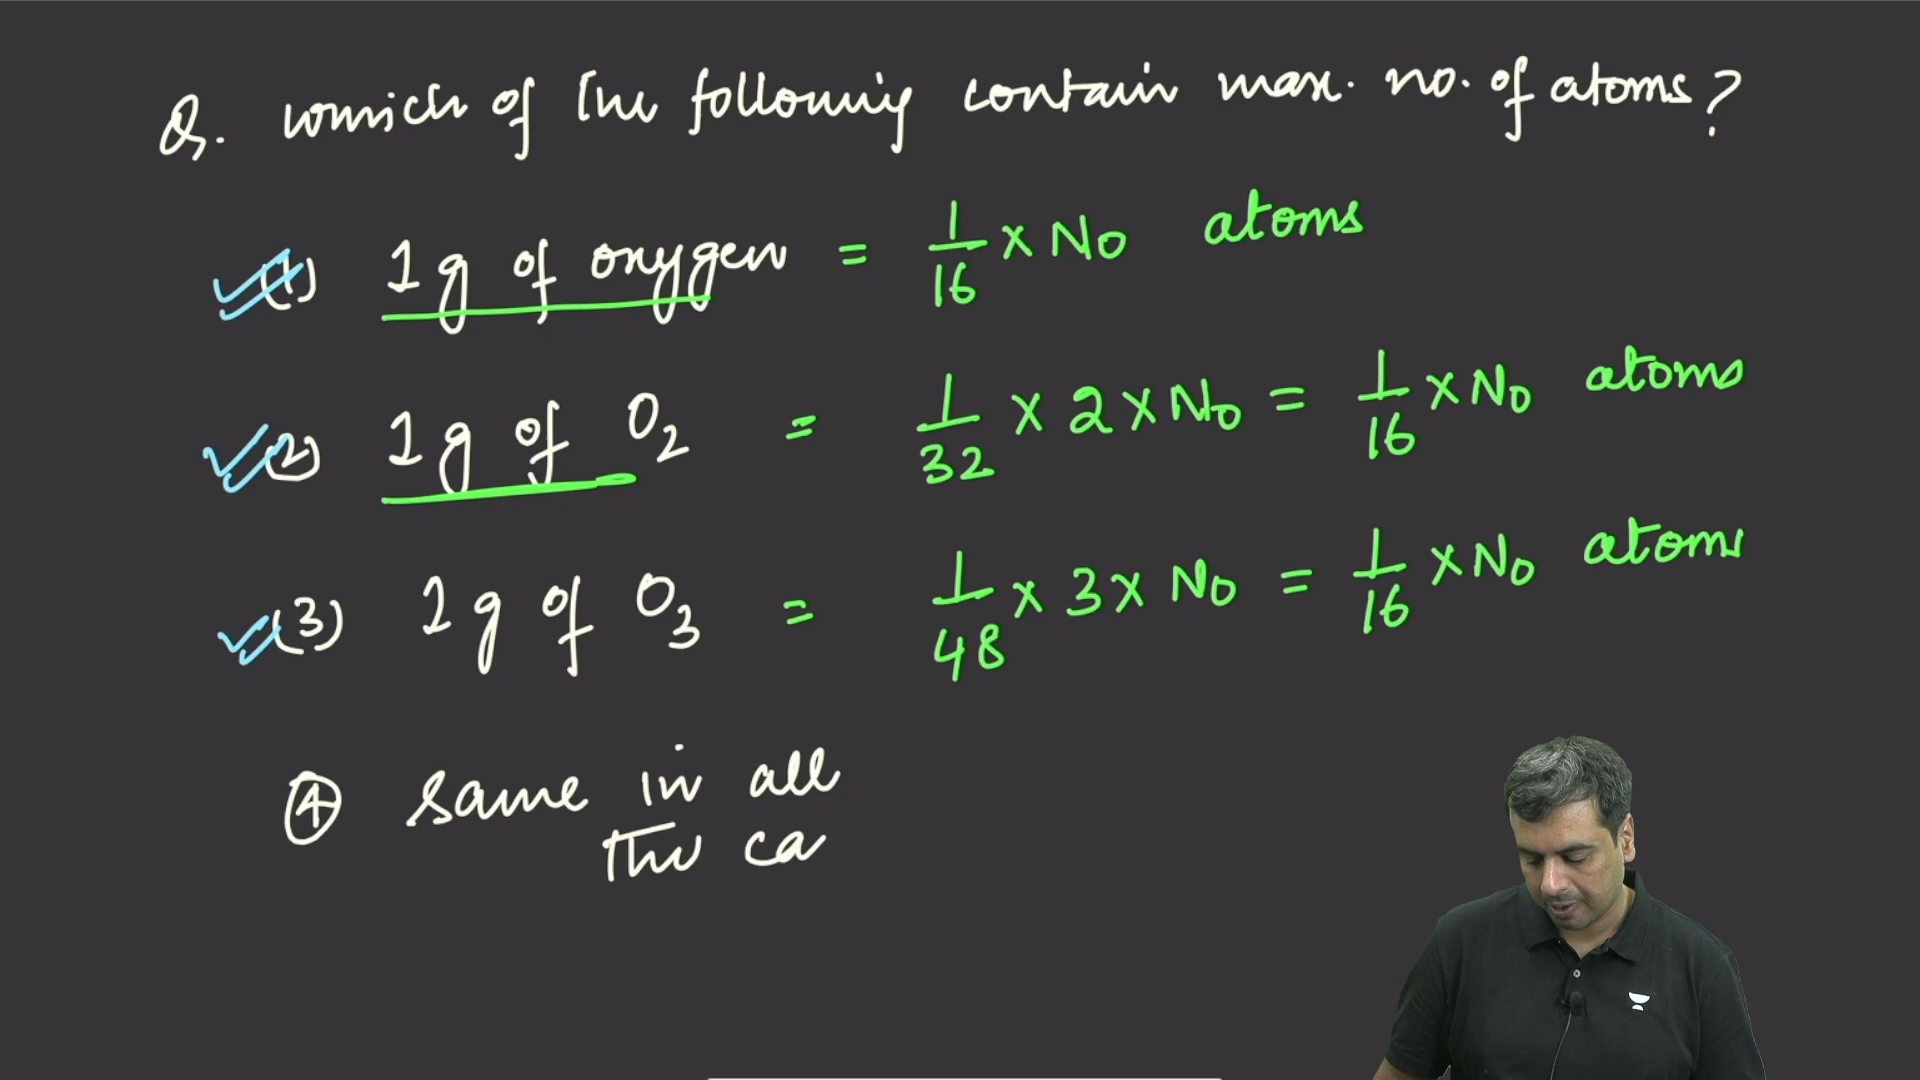 Q. which of the following contain max. no. of atoms?
(1) 1g of oxygen = 1/16 × N₀ atoms
(2) 1g of O₂ = 1/32 × 2 × N₀ = 1/16 × N₀ atoms
(3) 1g of O₃ = 1/48 × 3 × N₀ = 1/16 × N₀ atoms
④ same in all
the ca